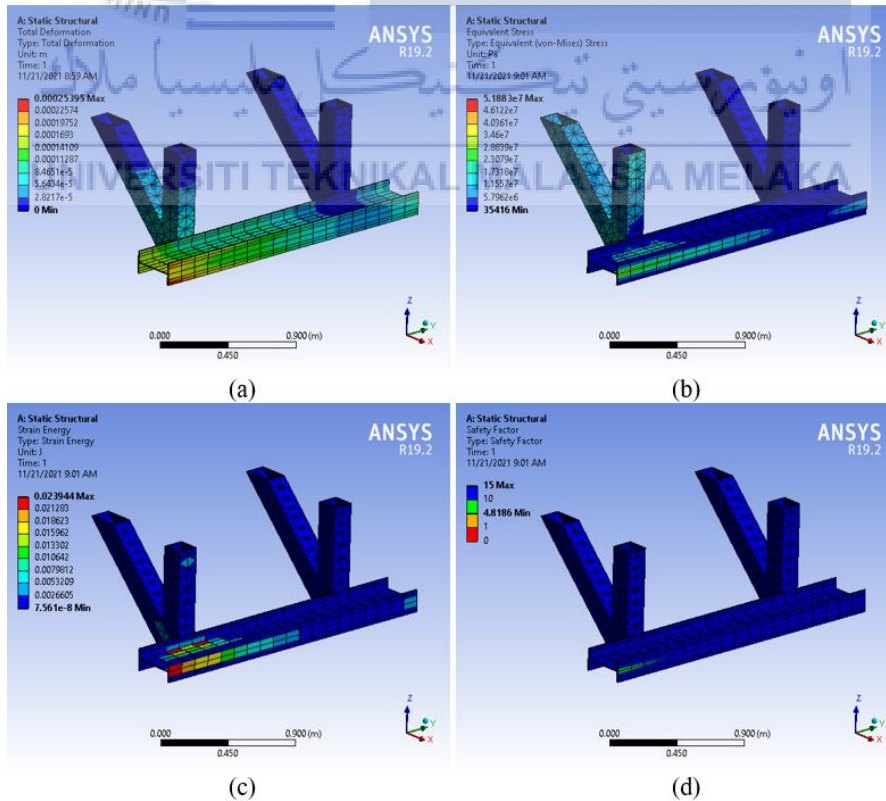 A: Static Structural
Total Deformation
Type: Total Deformation
Unit: m
Time: 1
11/21/2021 8:59 AM
0.00025395 Max
0.00022574
0.00019752
0.0001693
0.00014109
0.00011287
8.4651e-5
5.6434e-5
2.8217e-5
0 Min
ANSYS
R19.2
0.000
0.900 (m)
0.450
Z
Y
X
(a)
A: Static Structural
Equivalent Stress
Type: Equivalent (von-Mises) Stress
Unit: Pa
Time: 1
11/21/2021 9:01 AM
5.1883e7 Max
4.6122e7
4.0361e7
3.46e7
2.8839e7
2.3079e7
1.7318e7
1.1557e7
5.7962e6
35416 Min
ANSYS
R19.2
0.000
0.900 (m)
0.450
Z
Y
X
(b)
اونيۏرسيتي تيكنيكل مليسيا ملاك
UNIVERSITI TEKNIKAL MALAYSIA MELAKA
A: Static Structural
Strain Energy
Type: Strain Energy
Unit: J
Time: 1
11/21/2021 9:01 AM
0.023944 Max
0.021283
0.018623
0.015962
0.013302
0.010642
0.0079812
0.0053209
0.0026605
7.561e-8 Min
ANSYS
R19.2
0.000
0.900 (m)
0.450
Z
Y
X
(c)
A: Static Structural
Safety Factor
Type: Safety Factor
Time: 1
11/21/2021 9:01 AM
15 Max
10
4.8186 Min
1
0
ANSYS
R19.2
0.000
0.900 (m)
0.450
Z
Y
X
(d)